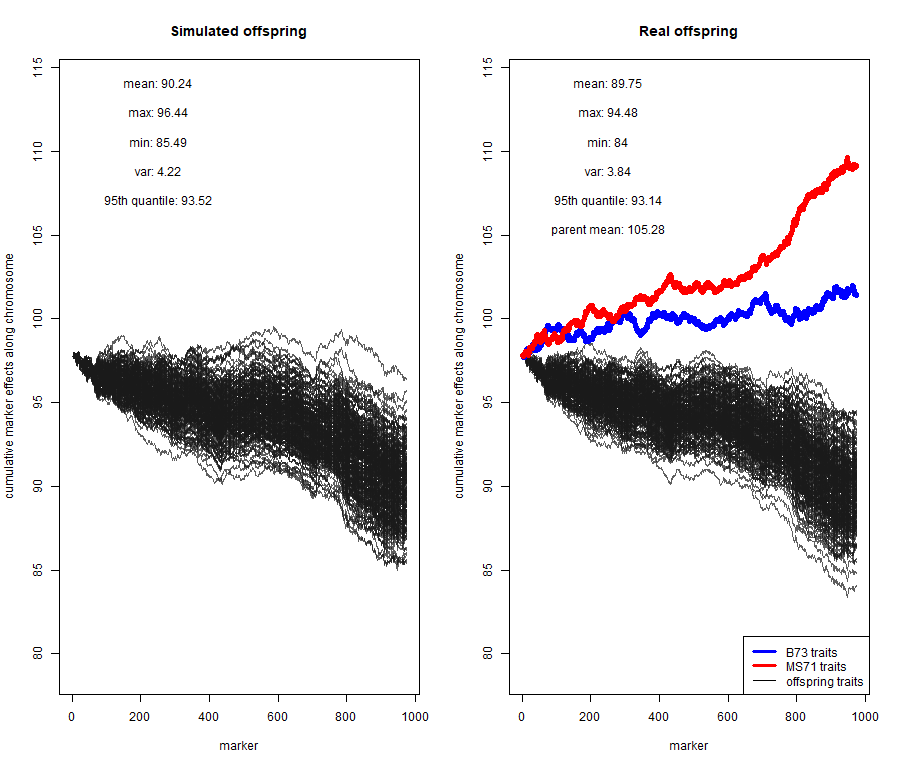 Simulated offspring
mean: 90.24
max: 96.44
min: 85.49
var: 4.22
95th quantile: 93.52
cumulative marker effects along chromosome
115
110
105
100
95
90
85
80
0 200 400 600 800 1000
marker
Real offspring
mean: 89.75
max: 94.48
min: 84
var: 3.84
95th quantile: 93.14
parent mean: 105.28
cumulative marker effects along chromosome
115
110
105
100
95
90
85
80
B73 traits
MS71 traits
offspring traits
0 200 400 600 800 1000
marker